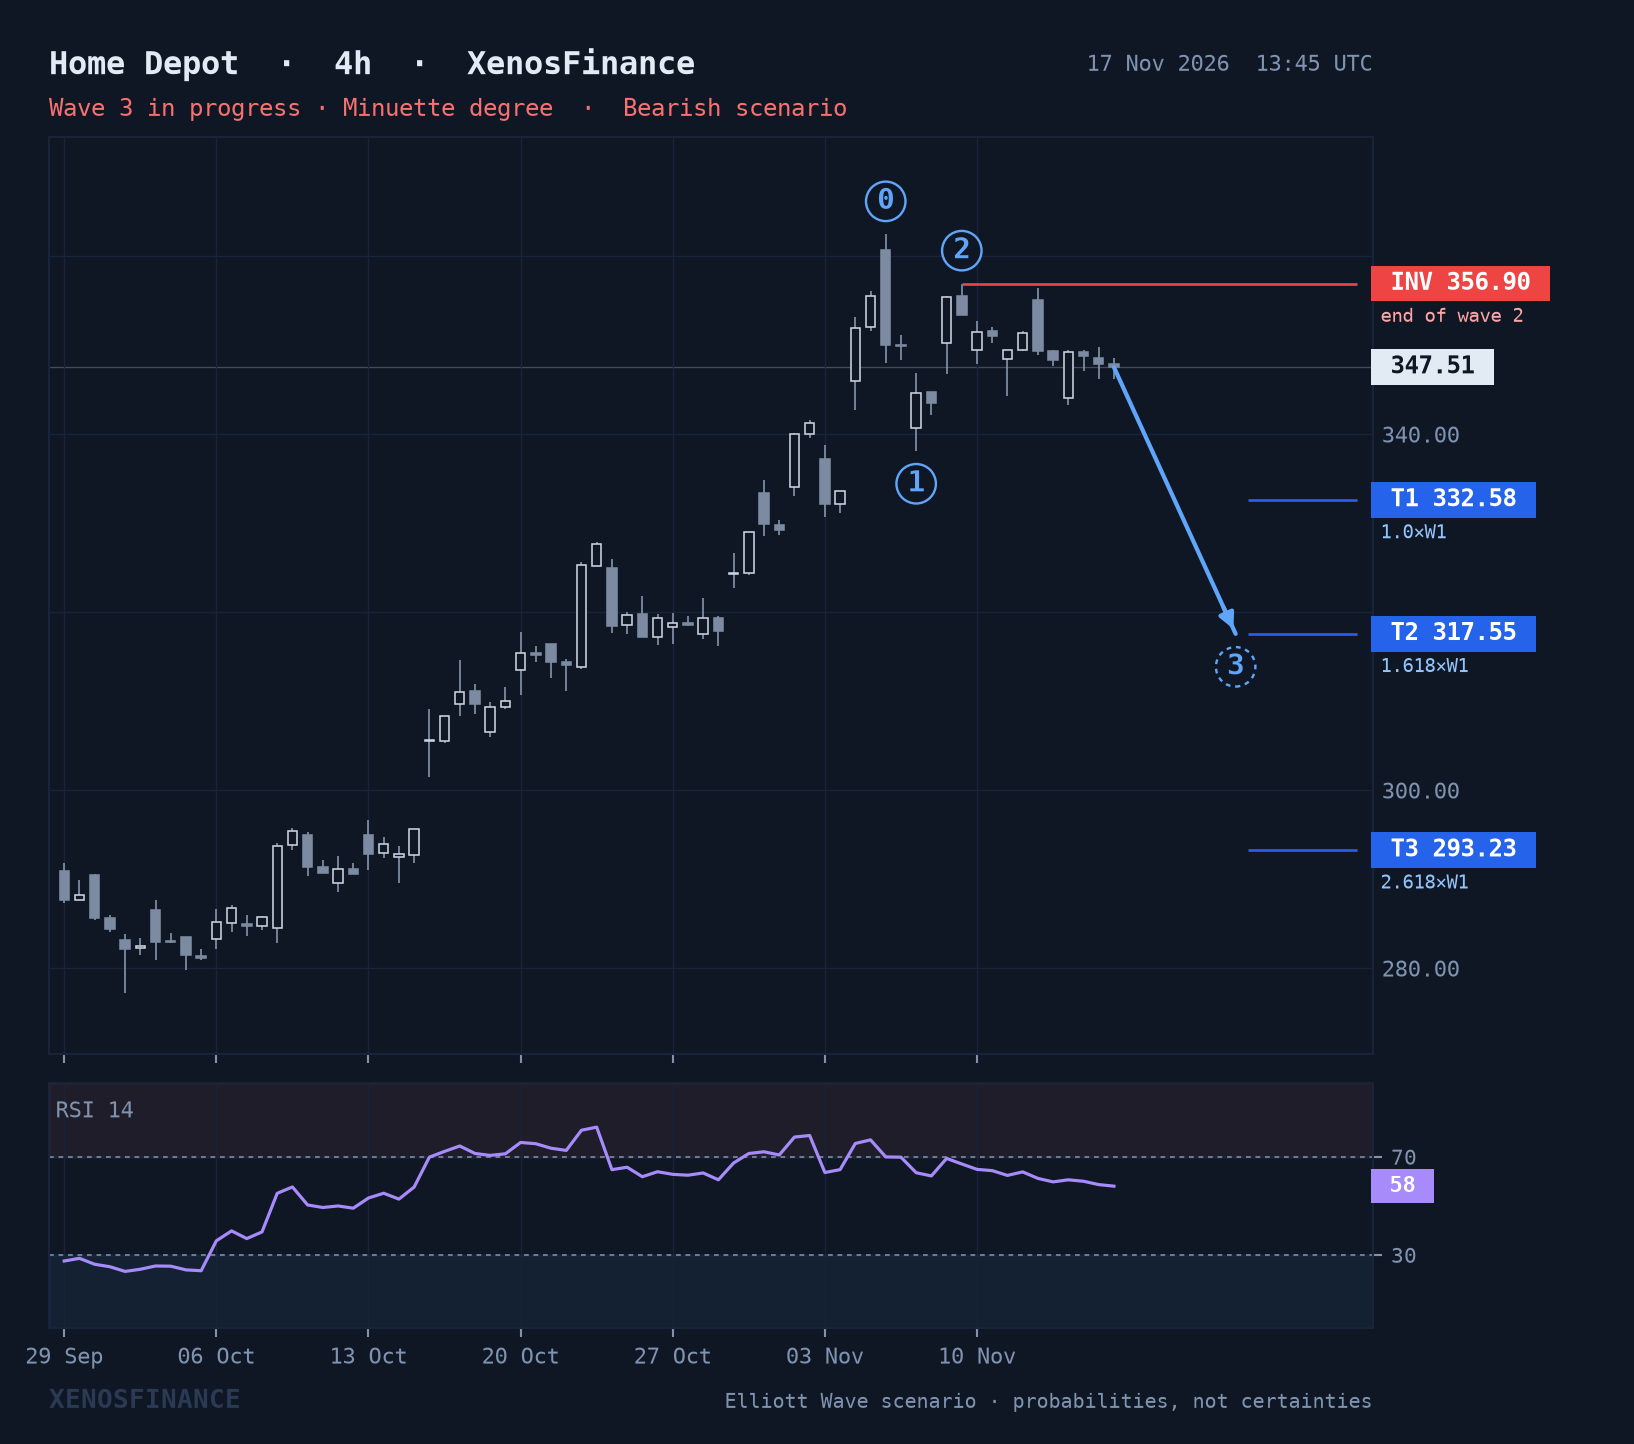 Home Depot · 4h · XenosFinance
17 Nov 2026 13:45 UTC
Wave 3 in progress · Minuette degree · Bearish scenario
0
2
1
3
INV 356.90
end of wave 2
347.51
340.00
T1 332.58
1.0×W1
T2 317.55
1.618×W1
300.00
T3 293.23
2.618×W1
280.00
RSI 14
70
58
30
29 Sep 06 Oct 13 Oct 20 Oct 27 Oct 03 Nov 10 Nov
XENOSFINANCE
Elliott Wave scenario · probabilities, not certainties